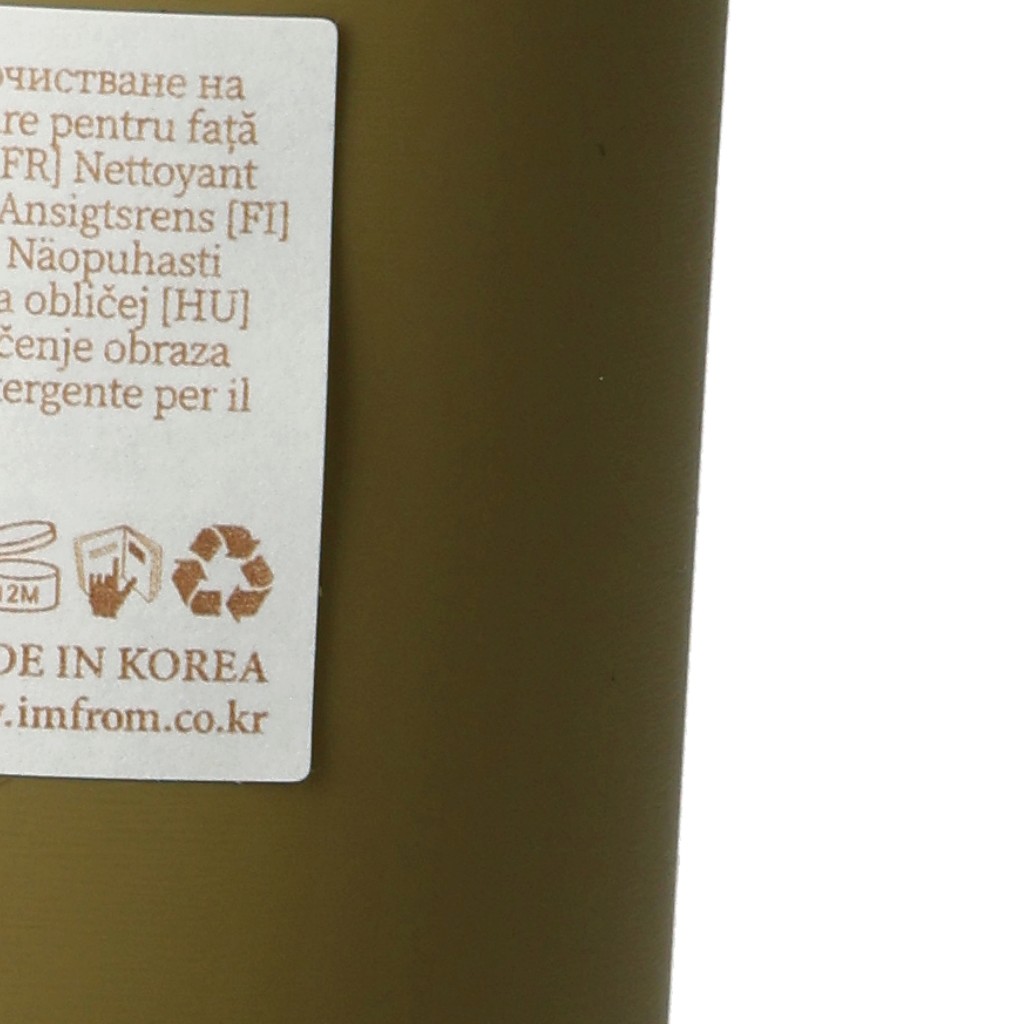 очистване на
re pentru față
[FR] Nettoyant
Ansigtsrens [FI]
Näopuhasti
a obličej [HU]
čenje obraza
tergente per il
12M
DE IN KOREA
.imfrom.co.kr